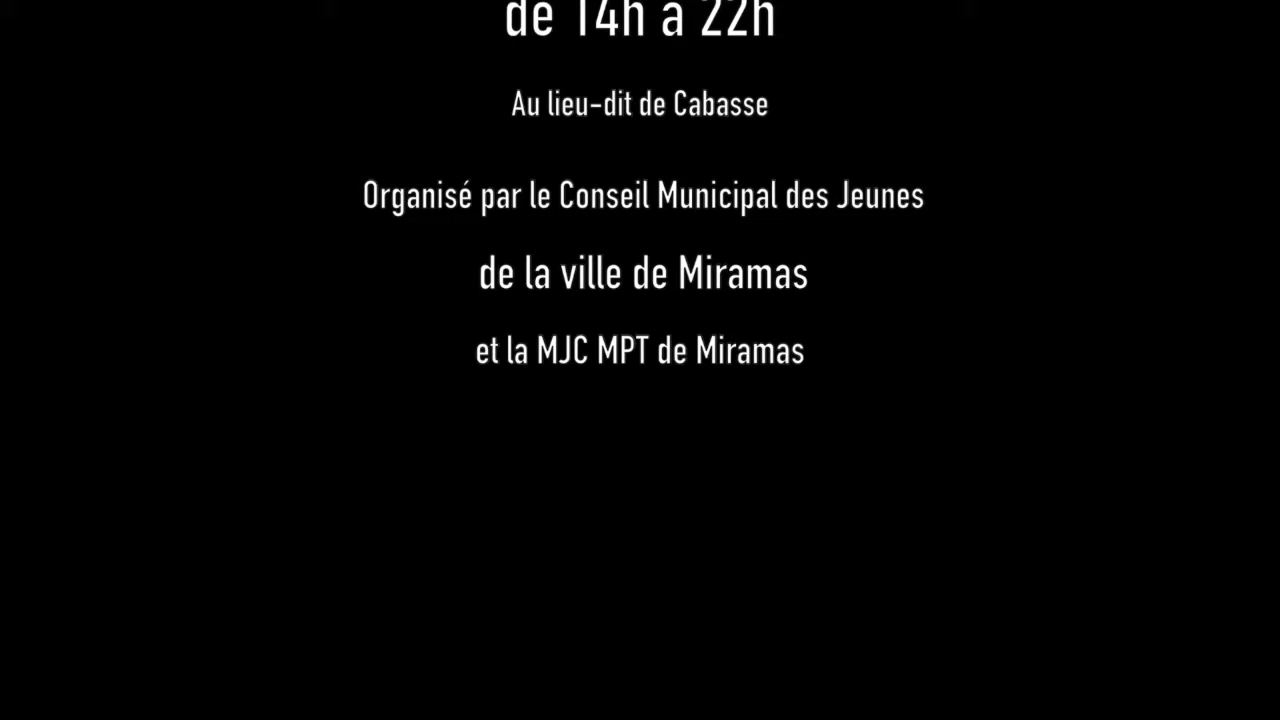 de 14h à 22h
Au lieu-dit de Cabasse
Organisé par le Conseil Municipal des Jeunes
de la ville de Miramas
et la MJC MPT de Miramas